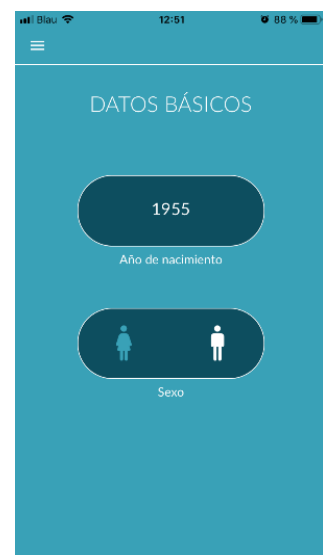 Blau 12:51 88 %
DATOS BÁSICOS
1955
Año de nacimiento
Sexo